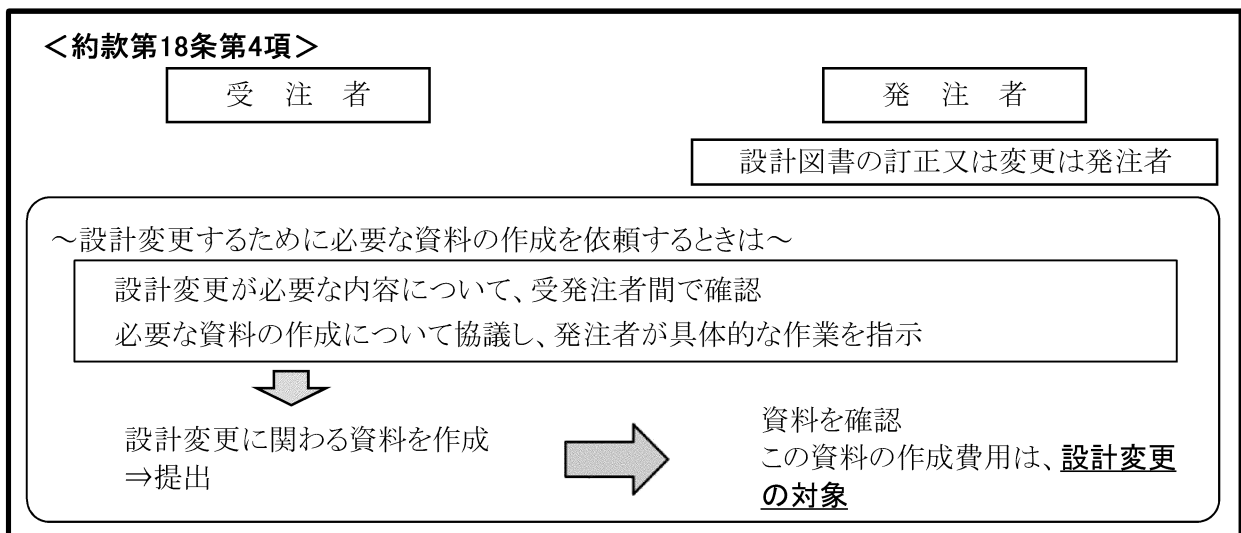 ＜約款第18条第4項＞
受　注　者
発　注　者
設計図書の訂正又は変更は発注者
～設計変更するために必要な資料の作成を依頼するときは～
設計変更が必要な内容について、受発注者間で確認
必要な資料の作成について協議し、発注者が具体的な作業を指示
設計変更に関わる資料を作成
⇒提出
資料を確認
この資料の作成費用は、設計変更
の対象